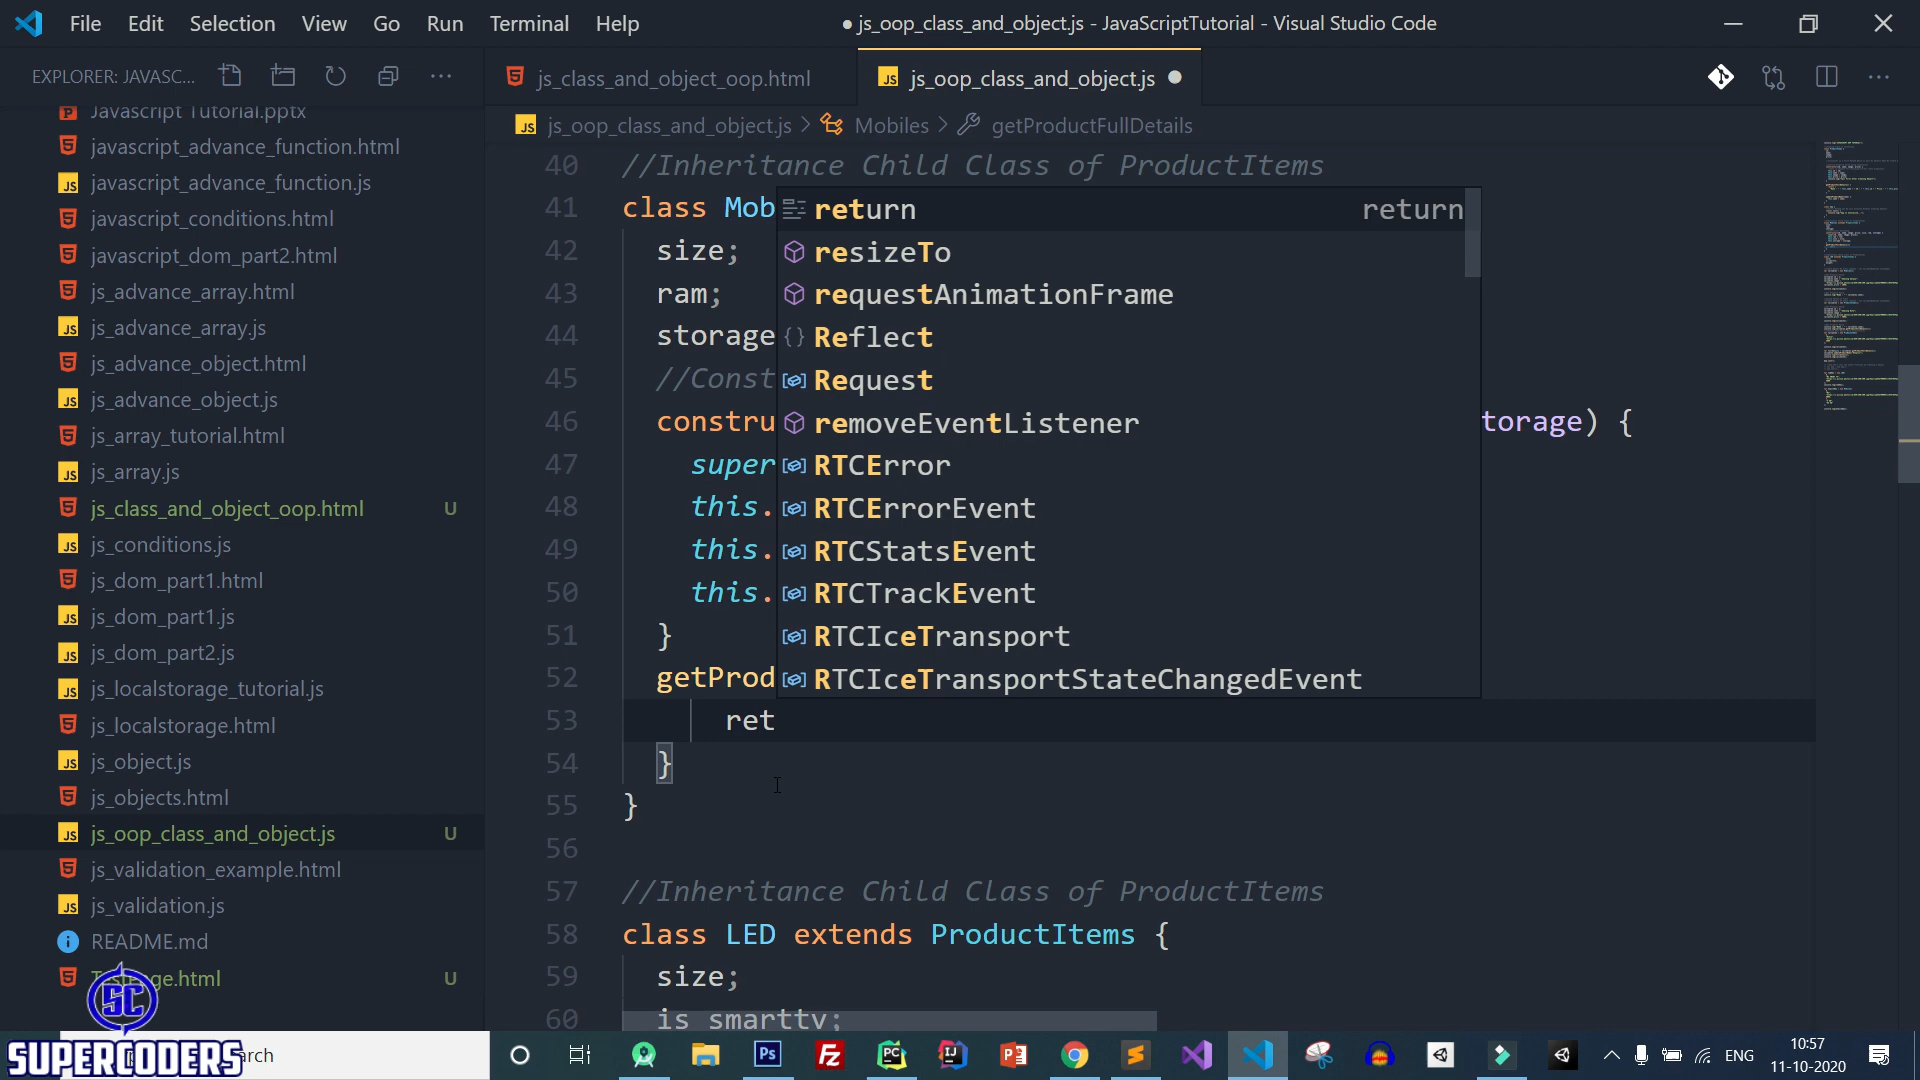 File Edit Selection View Go Run Terminal Help
● js_oop_class_and_object.js - JavaScriptTutorial - Visual Studio Code
EXPLORER: JAVASC...
js_class_and_object_oop.html
js_oop_class_and_object.js
js_oop_class_and_object.js > Mobiles > getProductFullDetails
Javascript Tutorial.pptx
javascript_advance_function.html
javascript_advance_function.js
javascript_conditions.html
javascript_dom_part2.html
js_advance_array.html
js_advance_array.js
js_advance_object.html
js_advance_object.js
js_array_tutorial.html
js_array.js
js_class_and_object_oop.html U
js_conditions.js
js_dom_part1.html
js_dom_part1.js
js_dom_part2.js
js_localstorage_tutorial.js
js_localstorage.html
js_object.js
js_objects.html
js_oop_class_and_object.js U
js_validation_example.html
js_validation.js
README.md
ge.html U
40 //Inheritance Child Class of ProductItems
41 class Mob
42 size;
43 ram;
44 storage
45 //Const
46 constru torage) {
47 super
48 this.
49 this.
50 this.
51 }
52 getProd
53 ret
54 }
55 }
56
57 //Inheritance Child Class of ProductItems
58 class LED extends ProductItems {
59 size;
60 is_smarttv;
return return
resizeTo
requestAnimationFrame
Reflect
Request
removeEventListener
RTCError
RTCErrorEvent
RTCStatsEvent
RTCTrackEvent
RTCIceTransport
RTCIceTransportStateChangedEvent
SC
SUPERCODERS
arch
ENG
10:57
11-10-2020